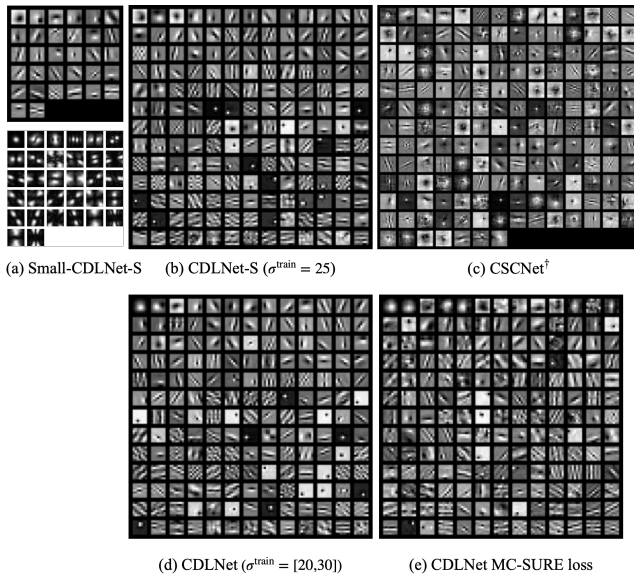 (a) Small-CDLNet-S
(b) CDLNet-S (σ^train = 25)
(c) CSCNet†
(d) CDLNet (σ^train = [20,30])
(e) CDLNet MC-SURE loss